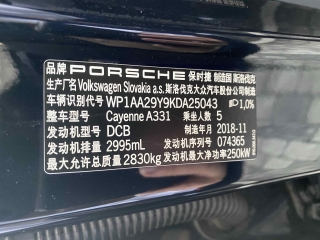 品牌 PORSCHE 保时捷 制造国 斯洛伐克
生产厂名 Volkswagen Slovakia a.s. 斯洛伐克大众汽车股份公司制造
车辆识别代号 WP1AA29Y9KDA25043 1,0%
整车型号 Cayenne A331 乘坐人数 5
发动机型号 DCB 制造年月 2018-11
发动机排量 2995mL 发动机号 074365
最大允许总质量 2830kg 发动机最大净功率 250kW